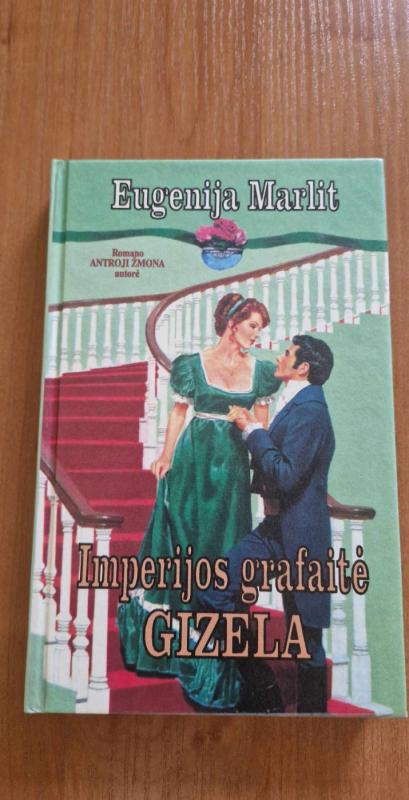 Eugenija Marlit
Romano
ANTROJI ŽMONA
autorė
Imperijos grafaitė
GIZELA